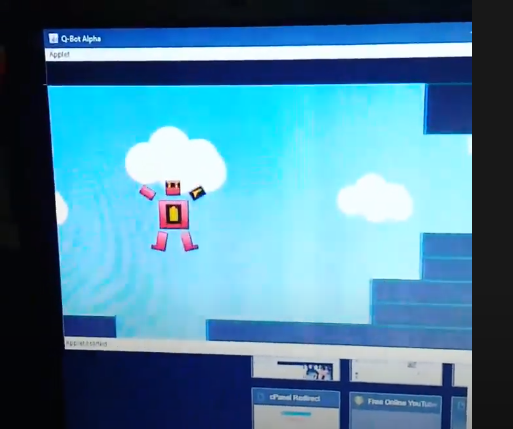 Q-Bot Alpha
Applet
Applet started
cPanel Redirect
Free Online YouTube